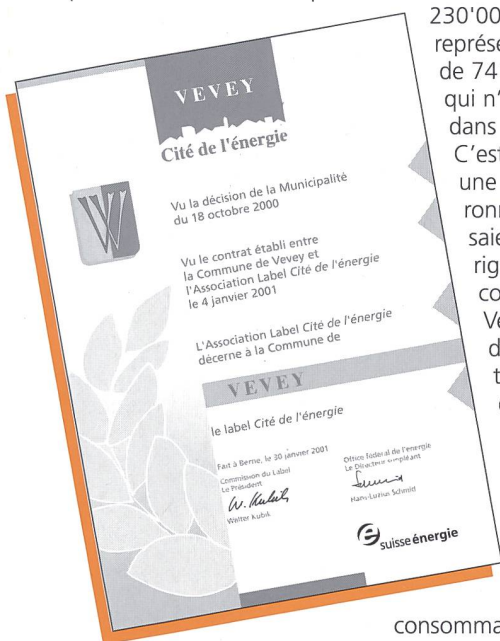 230'00
représe
de 74
qui n'
dans
C'est
une
ronn
saie
rig
co
Ve
d
t
VEVEY
Cité de l'énergie
Vu la décision de la Municipalité
du 18 octobre 2000
Vu le contrat établi entre
la Commune de Vevey et
l'Association Label Cité de l'énergie
le 4 janvier 2001
L'Association Label Cité de l'énergie
décerne à la Commune de
VEVEY
le label Cité de l'énergie
Fait à Berne, le 30 janvier 2001
Commission du Label
Le Président
W. Kubik
Walter Kubik
Office fédéral de l'énergie
Le Directeur suppléant
Hans-Luzius Schmid
suisse énergie
consomma